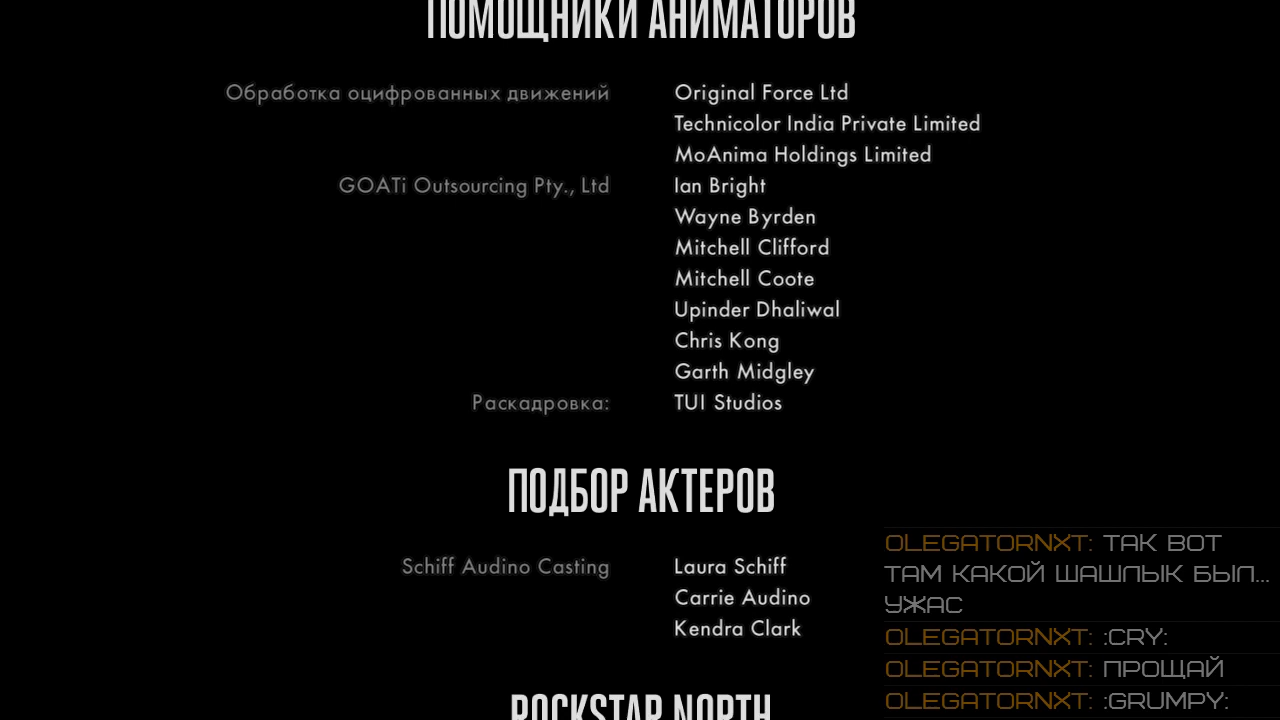 ПОМОЩНИКИ АНИМАТОРОВ
Обработка оцифрованных движений Original Force Ltd
Technicolor India Private Limited
MoAnima Holdings Limited
GOATi Outsourcing Pty., Ltd Ian Bright
Wayne Byrden
Mitchell Clifford
Mitchell Coote
Upinder Dhaliwal
Chris Kong
Garth Midgley
Раскадровка: TUI Studios
ПОДБОР АКТЕРОВ
Schiff Audino Casting Laura Schiff
Carrie Audino
Kendra Clark
ROCKSTAR NORTH
OLEGATORNXT: ТАК ВОТ
ТАМ КАКОЙ ШАШЛЫК БЫЛ...
УЖАС
OLEGATORNXT: :CRY:
OLEGATORNXT: ПРОЩАЙ
OLEGATORNXT: :GRUMPY: